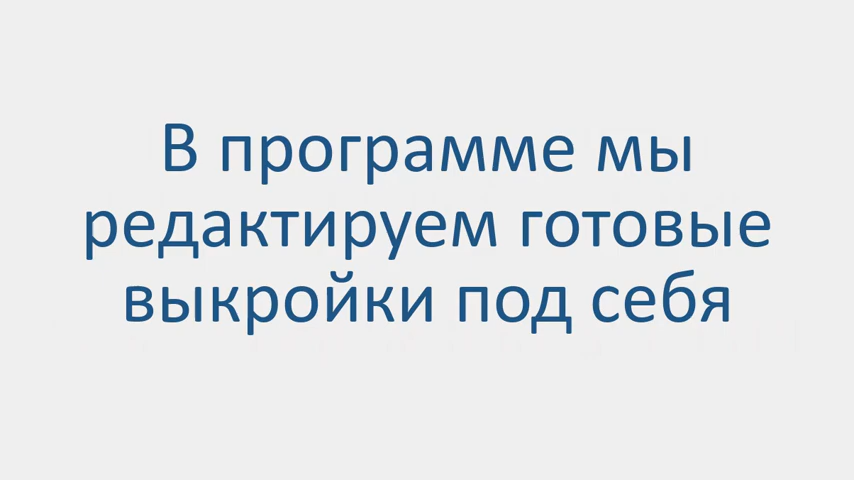 В программе мы
редактируем готовые
выкройки под себя